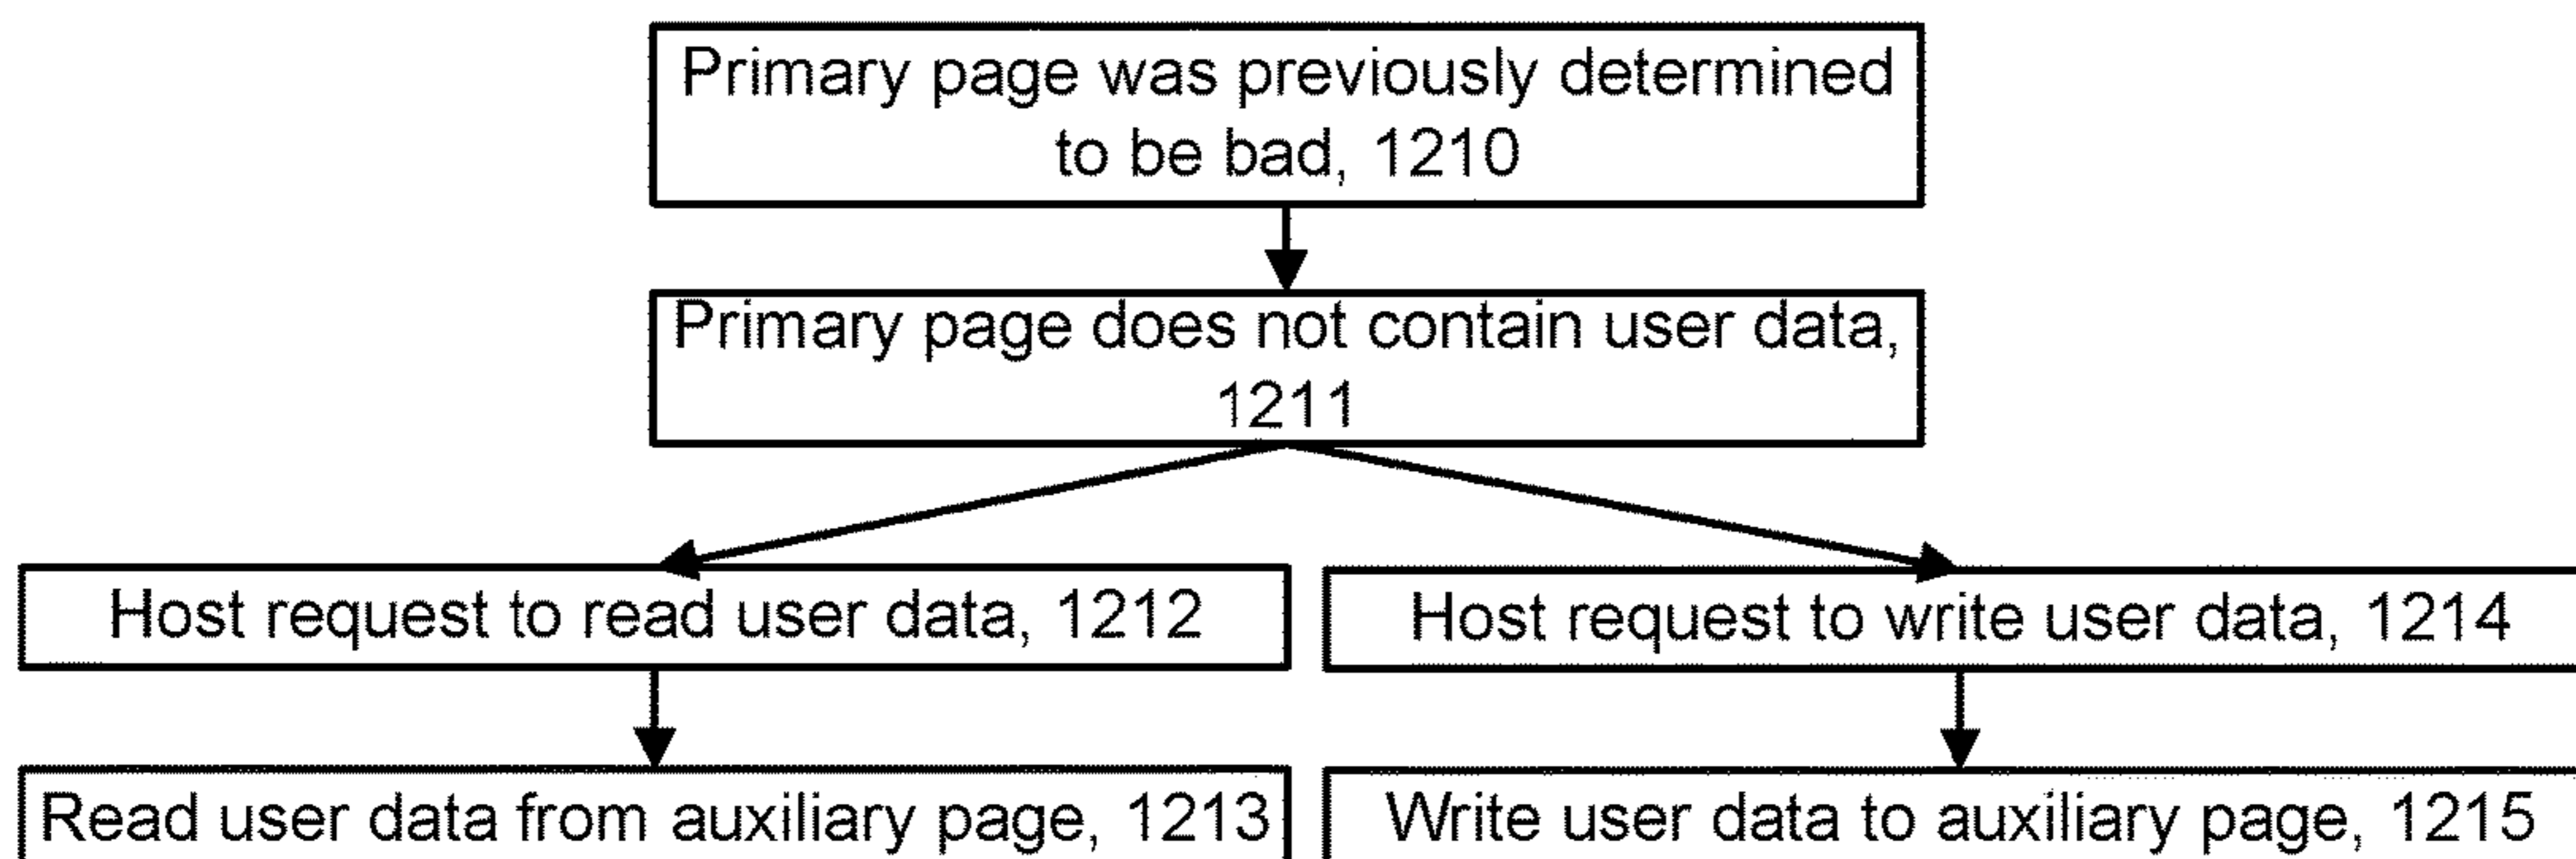 Primary page was previously determined
to be bad, 1210
Primary page does not contain user data,
1211
Host request to read user data, 1212
Host request to write user data, 1214
Read user data from auxiliary page, 1213
Write user data to auxiliary page, 1215